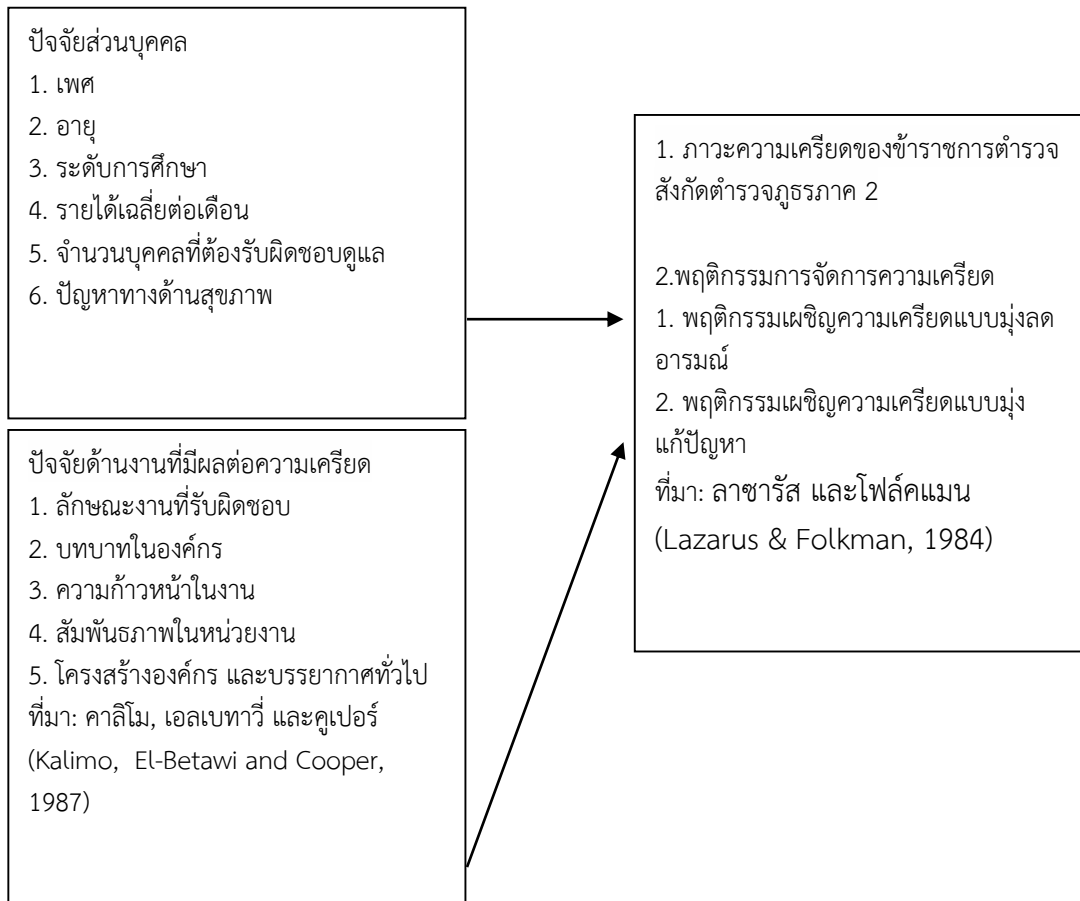 ปัจจัยส่วนบุคคล
1. เพศ
2. อายุ
3. ระดับการศึกษา
4. รายได้เฉลี่ยต่อเดือน
5. จำนวนบุคคลที่ต้องรับผิดชอบดูแล
6. ปัญหาทางด้านสุขภาพ
ปัจจัยด้านงานที่มีผลต่อความเครียด
1. ลักษณะงานที่รับผิดชอบ
2. บทบาทในองค์กร
3. ความก้าวหน้าในงาน
4. สัมพันธภาพในหน่วยงาน
5. โครงสร้างองค์กร และบรรยากาศทั่วไป
ที่มา: คาลิโม, เอลเบทาวี่ และคูเปอร์
(Kalimo, El-Betawi and Cooper,
1987)
1. ภาวะความเครียดของข้าราชการตำรวจ
สังกัดตำรวจภูธรภาค 2
2.พฤติกรรมการจัดการความเครียด
1. พฤติกรรมเผชิญความเครียดแบบมุ่งลด
อารมณ์
2. พฤติกรรมเผชิญความเครียดแบบมุ่ง
แก้ปัญหา
ที่มา: ลาซารัส และโฟล์คแมน
(Lazarus & Folkman, 1984)